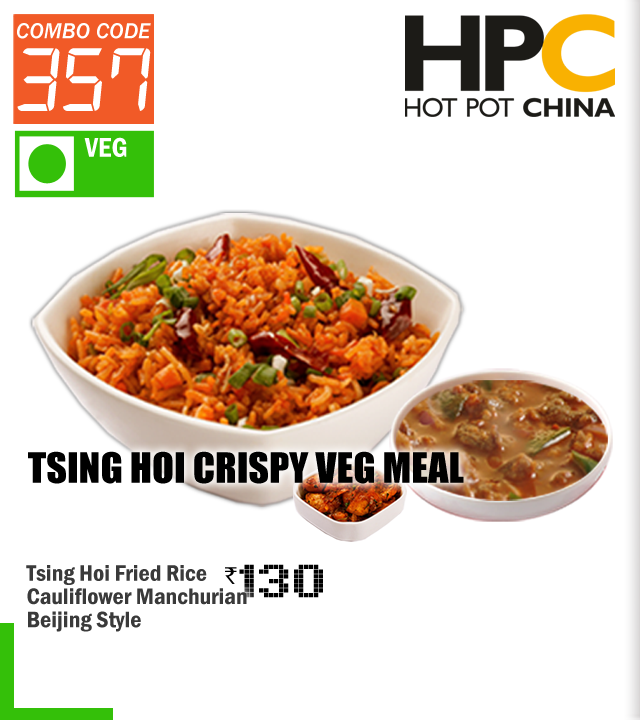 COMBO CODE
357
VEG
HPC
HOT POT CHINA
TSING HOI CRISPY VEG MEAL
Tsing Hoi Fried Rice
₹130
Cauliflower Manchurian
Beijing Style